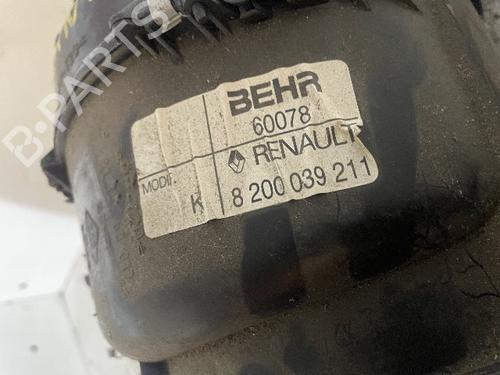 BEHR
60078
RENAULT
MODIF.
K 8 200 039 211
B-PARTS